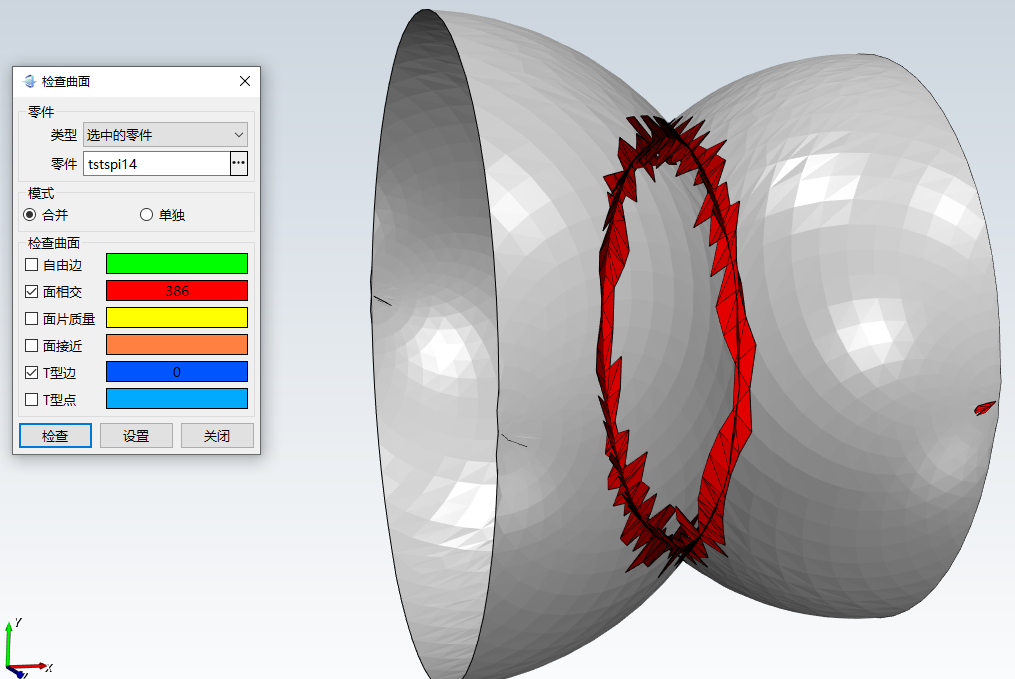 检查曲面
零件
类型 选中的零件
零件 tstspi14 ...
模式
合并 单独
检查曲面
自由边
面相交 386
面片质量
面接近
T型边 0
T型点
检查 设置 关闭
Y
X